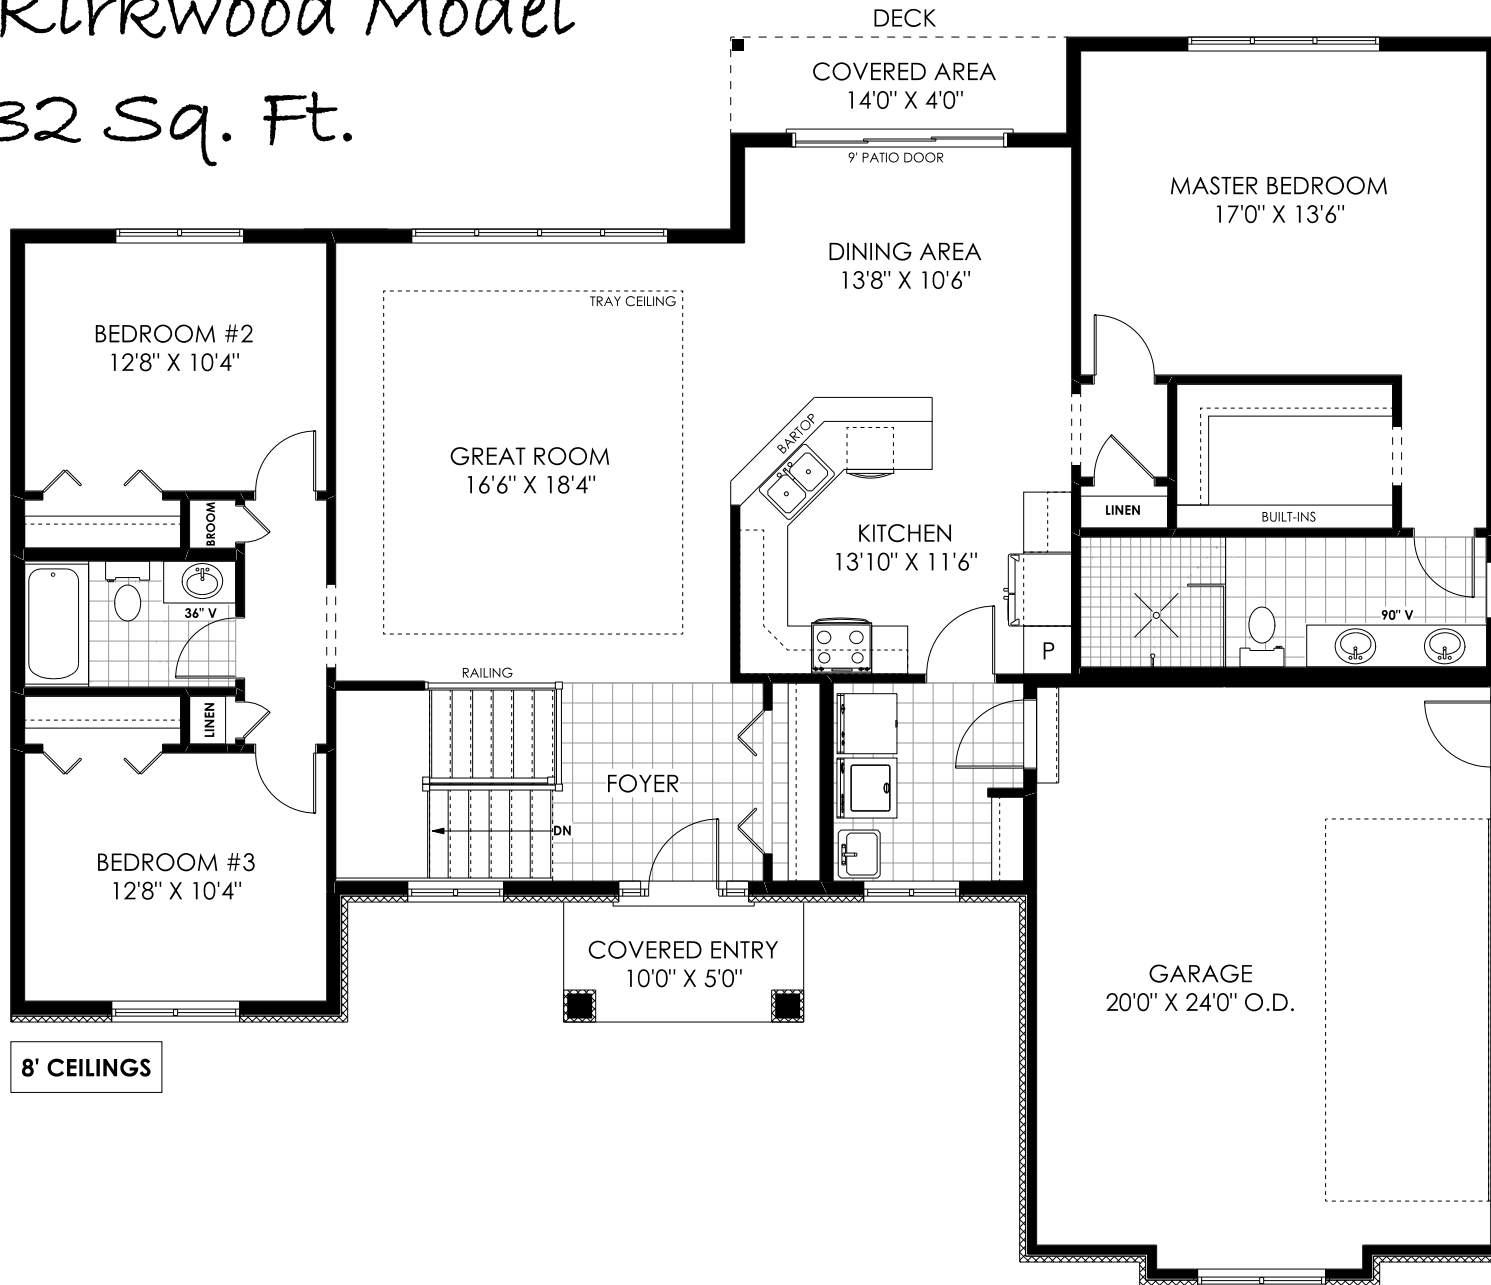 Kirkwood Model
32 Sq. Ft.
DECK
COVERED AREA
14'0" X 4'0"
9' PATIO DOOR
MASTER BEDROOM
17'0" X 13'6"
DINING AREA
13'8" X 10'6"
TRAY CEILING
BEDROOM #2
12'8" X 10'4"
BARTOP
GREAT ROOM
16'6" X 18'4"
BROOM
LINEN
BUILT-INS
KITCHEN
13'10" X 11'6"
36" V
90" V
P
RAILING
LINEN
FOYER
DN
BEDROOM #3
12'8" X 10'4"
COVERED ENTRY
10'0" X 5'0"
GARAGE
20'0" X 24'0" O.D.
8' CEILINGS